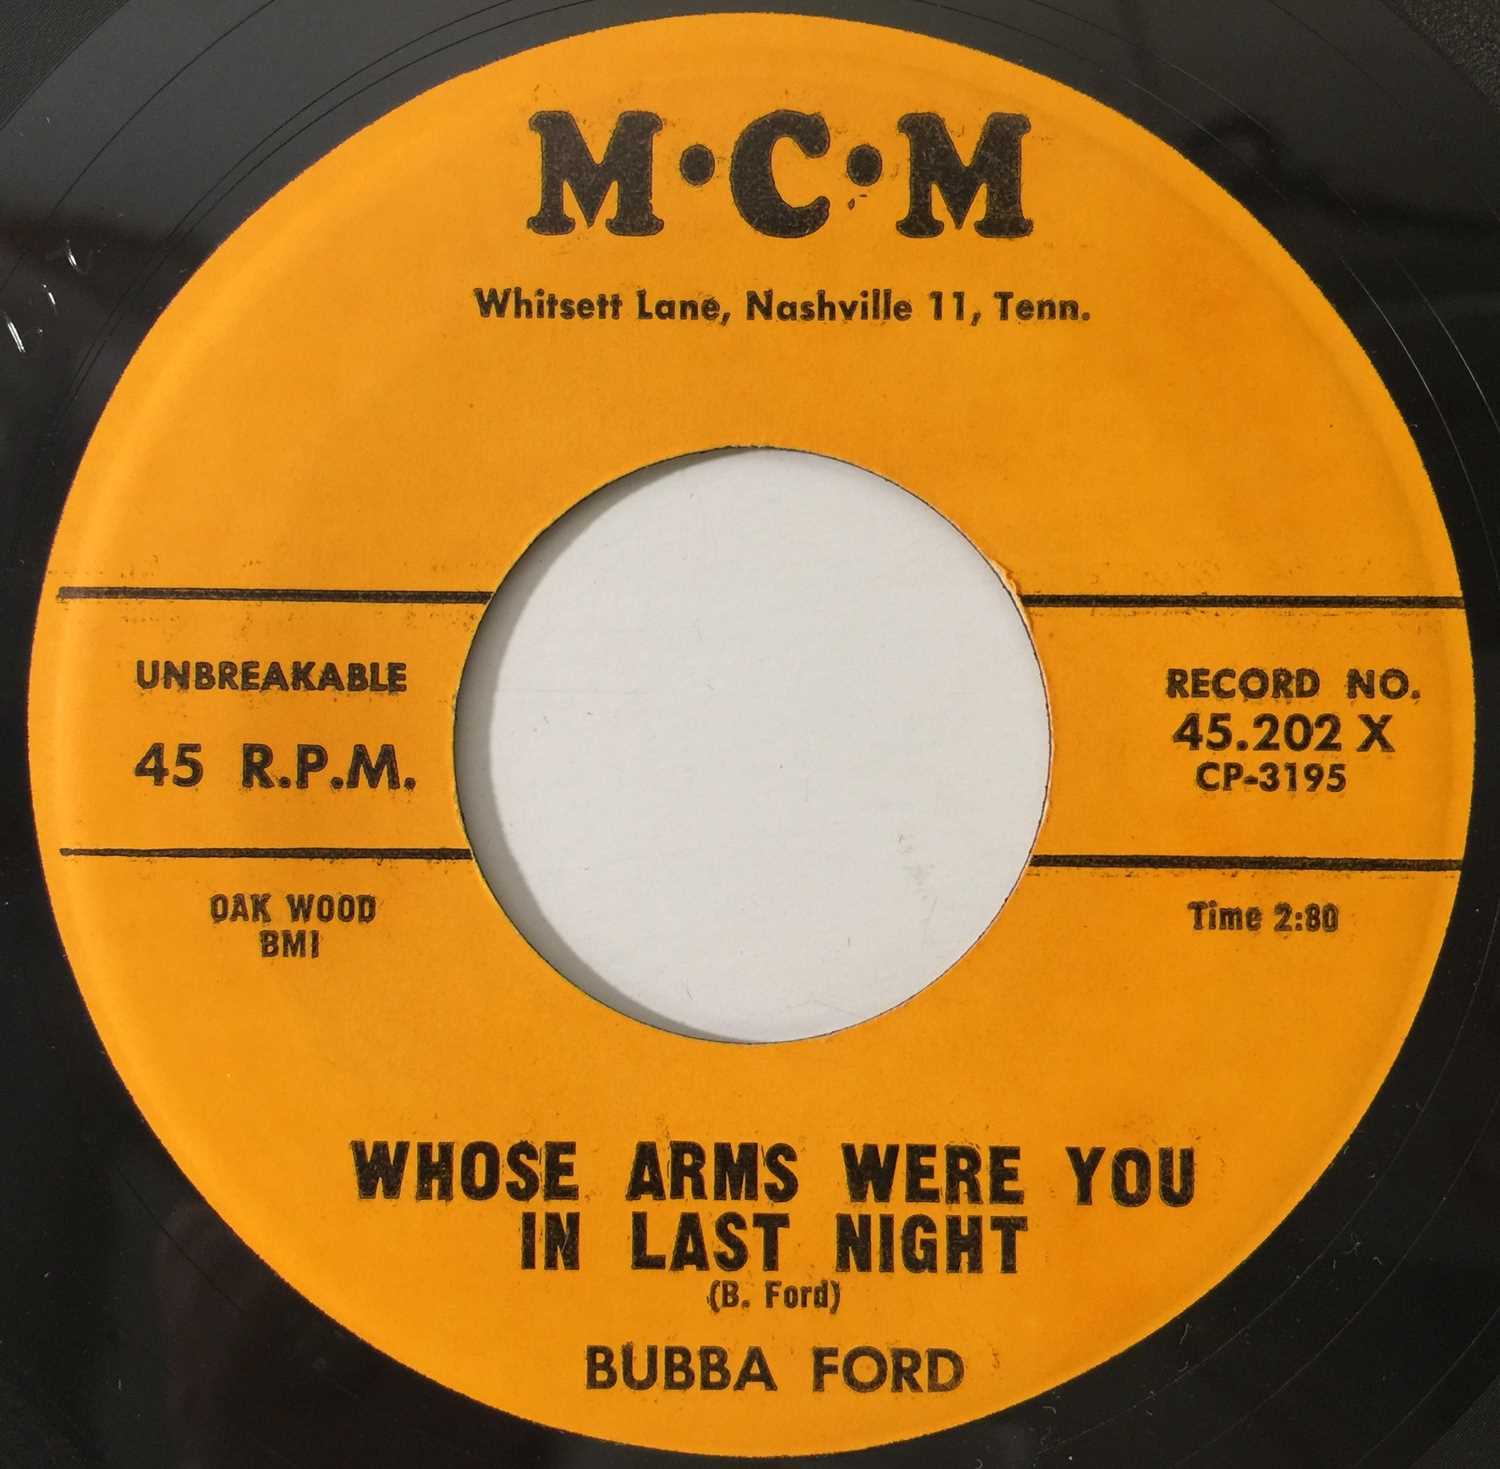 M·C·M
Whitsett Lane, Nashville 11, Tenn.
UNBREAKABLE
45 R.P.M.
RECORD NO.
45.202 X
CP-3195
OAK WOOD
BMI
Time 2:80
WHOSE ARMS WERE YOU
IN LAST NIGHT
(B. Ford)
BUBBA FORD